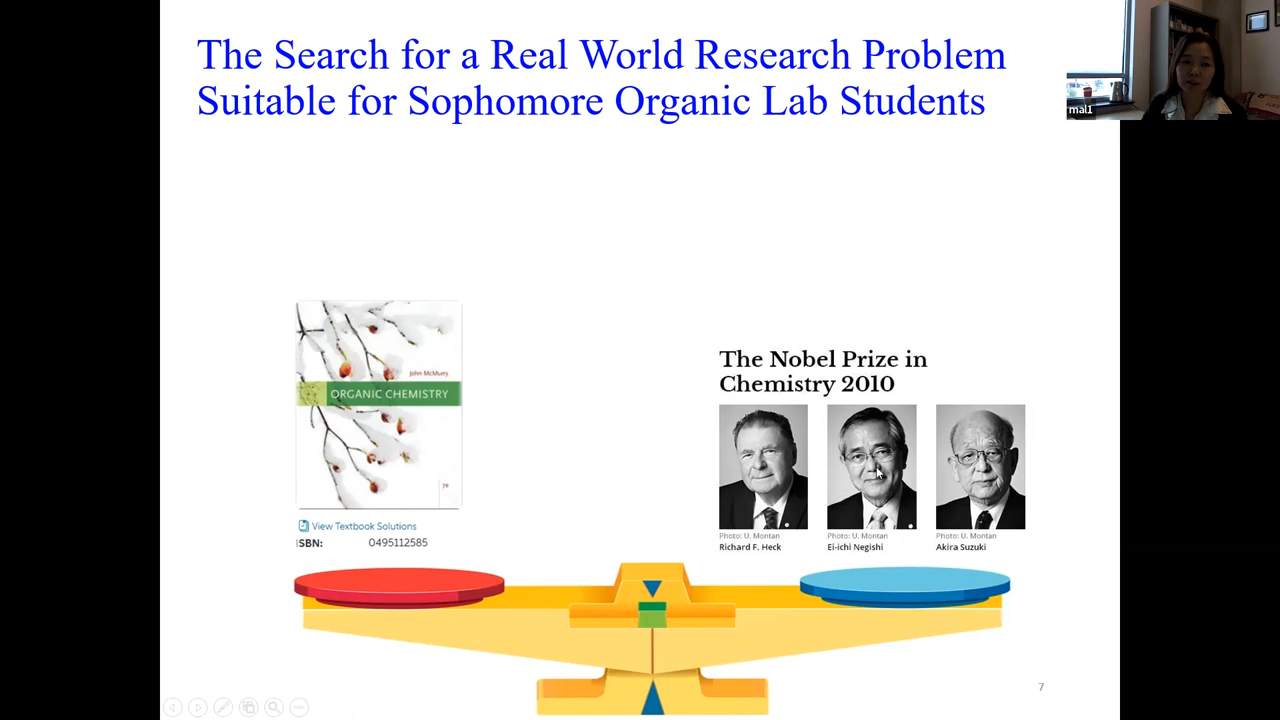 The Search for a Real World Research Problem
Suitable for Sophomore Organic Lab Students
mal1
John McMurry
ORGANIC CHEMISTRY
7e
View Textbook Solutions
ISBN:
0495112585
The Nobel Prize in
Chemistry 2010
Photo: U. Montan
Richard F. Heck
Photo: U. Montan
Ei-ichi Negishi
Photo: U. Montan
Akira Suzuki
7